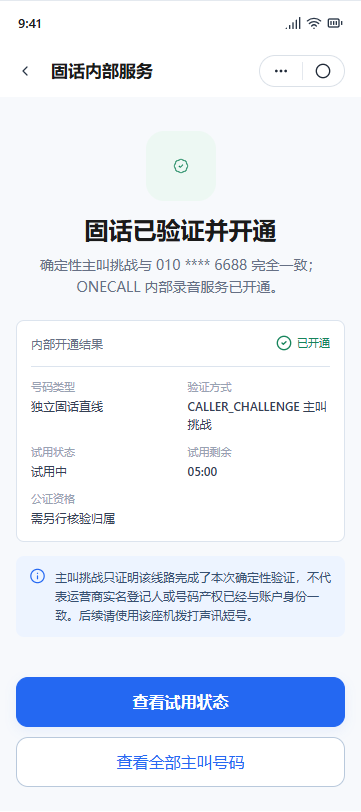 9:41
固话内部服务
固话已验证并开通
确定性主叫挑战与 010 **** 6688 完全一致；
ONECALL 内部录音服务已开通。
内部开通结果
已开通
号码类型
验证方式
独立固话直线
CALLER_CHALLENGE 主叫
挑战
试用状态
试用剩余
试用中
05:00
公证资格
需另行核验归属
主叫挑战只证明该线路完成了本次确定性验证，不代
表运营商实名登记人或号码产权已经与账户身份一
致。后续请使用该座机拨打声讯短号。
查看试用状态
查看全部主叫号码